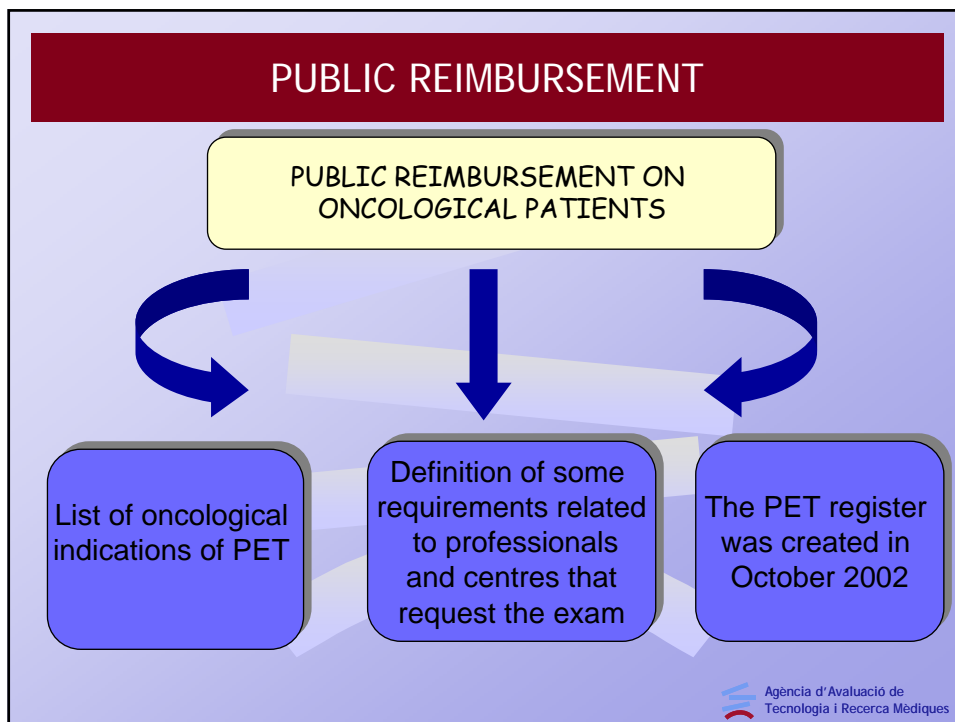 PUBLIC REIMBURSEMENT
PUBLIC REIMBURSEMENT ON
ONCOLOGICAL PATIENTS
List of oncological
indications of PET
Definition of some
requirements related
to professionals
and centres that
request the exam
The PET register
was created in
October 2002
Agència d'Avaluació de
Tecnologia i Recerca Mèdiques